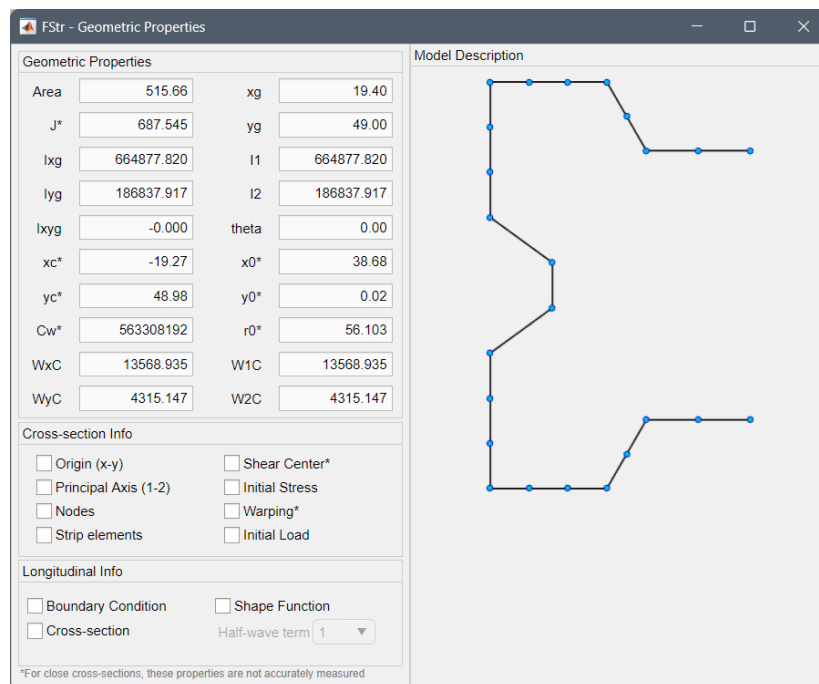 FStr - Geometric Properties
Geometric Properties
Area 515.66 xg 19.40
J* 687.545 yg 49.00
Ixg 664877.820 I1 664877.820
Iyg 186837.917 I2 186837.917
Ixyg -0.000 theta 0.00
xc* -19.27 x0* 38.68
yc* 48.98 y0* 0.02
Cw* 563308192 r0* 56.103
WxC 13568.935 W1C 13568.935
WyC 4315.147 W2C 4315.147
Cross-section Info
Origin (x-y) Shear Center*
Principal Axis (1-2) Initial Stress
Nodes Warping*
Strip elements Initial Load
Longitudinal Info
Boundary Condition Shape Function
Cross-section Half-wave term 1
*For close cross-sections, these properties are not accurately measured
Model Description